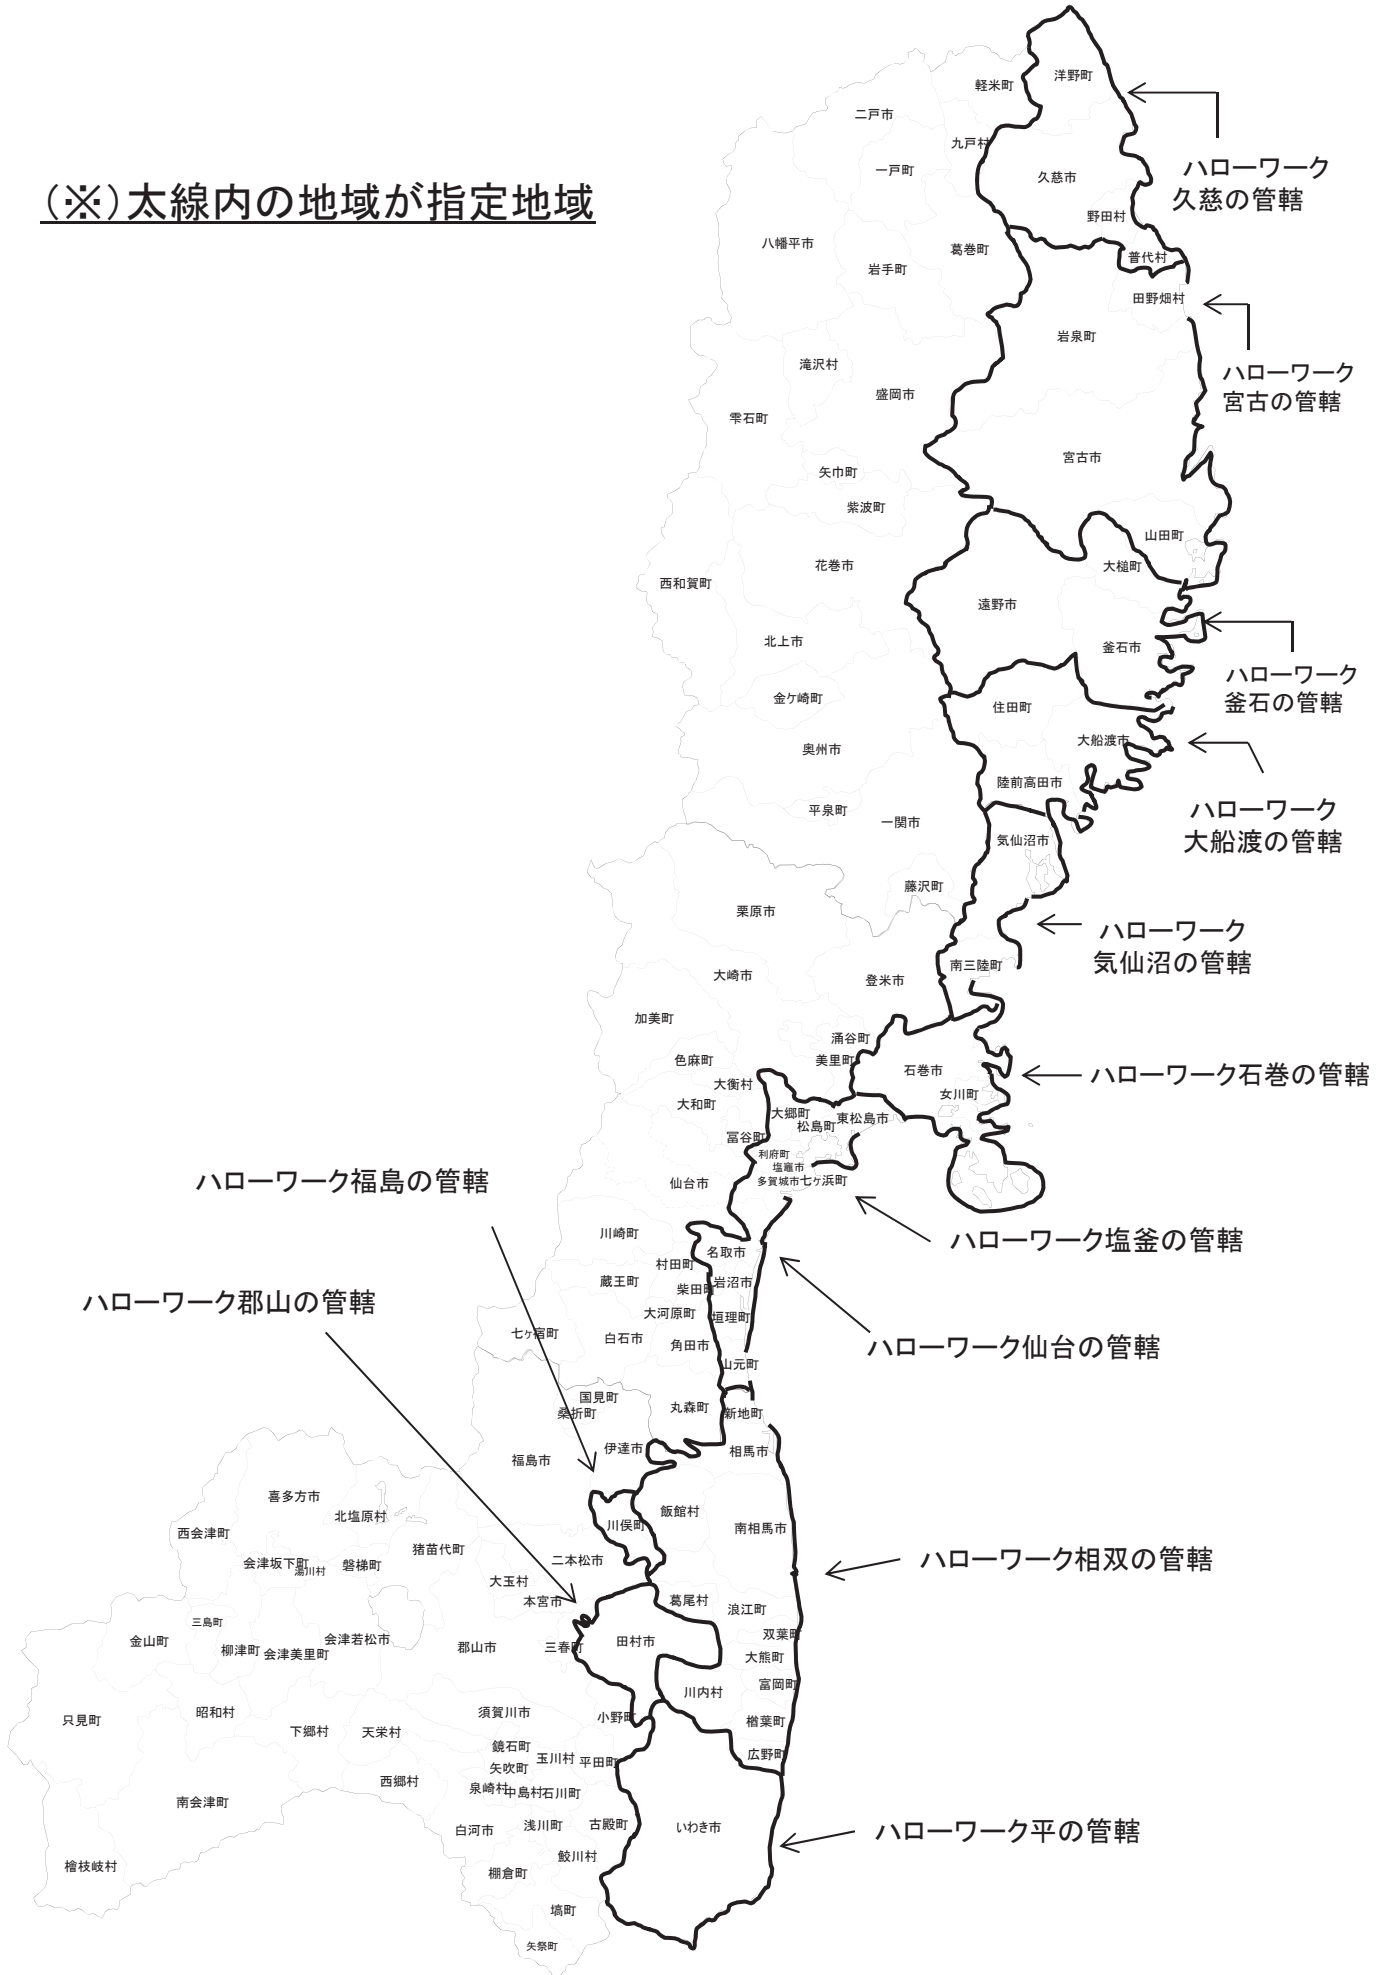 (※)太線内の地域が指定地域
洋野町
軽米町
二戸市
九戸村
一戸町
久慈市
ハローワーク
久慈の管轄
野田村
八幡平市
葛巻町
普代村
岩手町
田野畑村
岩泉町
滝沢村
ハローワーク
宮古の管轄
盛岡市
雫石町
宮古市
矢巾町
紫波町
山田町
花巻市
大槌町
西和賀町
遠野市
北上市
釜石市
ハローワーク
釜石の管轄
金ケ崎町
住田町
大船渡市
奥州市
陸前高田市
平泉町
ハローワーク
大船渡の管轄
一関市
気仙沼市
藤沢町
栗原市
ハローワーク
気仙沼の管轄
南三陸町
大崎市
登米市
加美町
涌谷町
色麻町
美里町
石巻市
ハローワーク石巻の管轄
大衡村
女川町
大和町
大郷町
東松島市
松島町
富谷町
利府町
塩竈市
ハローワーク福島の管轄
仙台市
多賀城市七ヶ浜町
川崎町
ハローワーク塩釜の管轄
名取市
村田町
蔵王町
岩沼市
柴田町
ハローワーク郡山の管轄
大河原町
亘理町
七ヶ宿町
白石市
角田市
ハローワーク仙台の管轄
山元町
国見町
桑折町
丸森町
新地町
伊達市
相馬市
福島市
喜多方市
北塩原村
飯館村
川俣町
南相馬市
西会津町
猪苗代町
会津坂下町
湯川村
磐梯町
二本松市
ハローワーク相双の管轄
大玉村
本宮市
葛尾村
浪江町
三島町
双葉町
金山町
柳津町
会津美里町
会津若松市
郡山市
三春町
田村市
大熊町
富岡町
川内村
昭和村
只見町
下郷村
天栄村
須賀川市
小野町
楢葉町
鏡石町
玉川村
平田町
広野町
矢吹町
西郷村
泉崎村
中島村
石川町
南会津町
白河市
浅川町
古殿町
いわき市
ハローワーク平の管轄
鮫川村
檜枝岐村
棚倉町
塙町
矢祭町